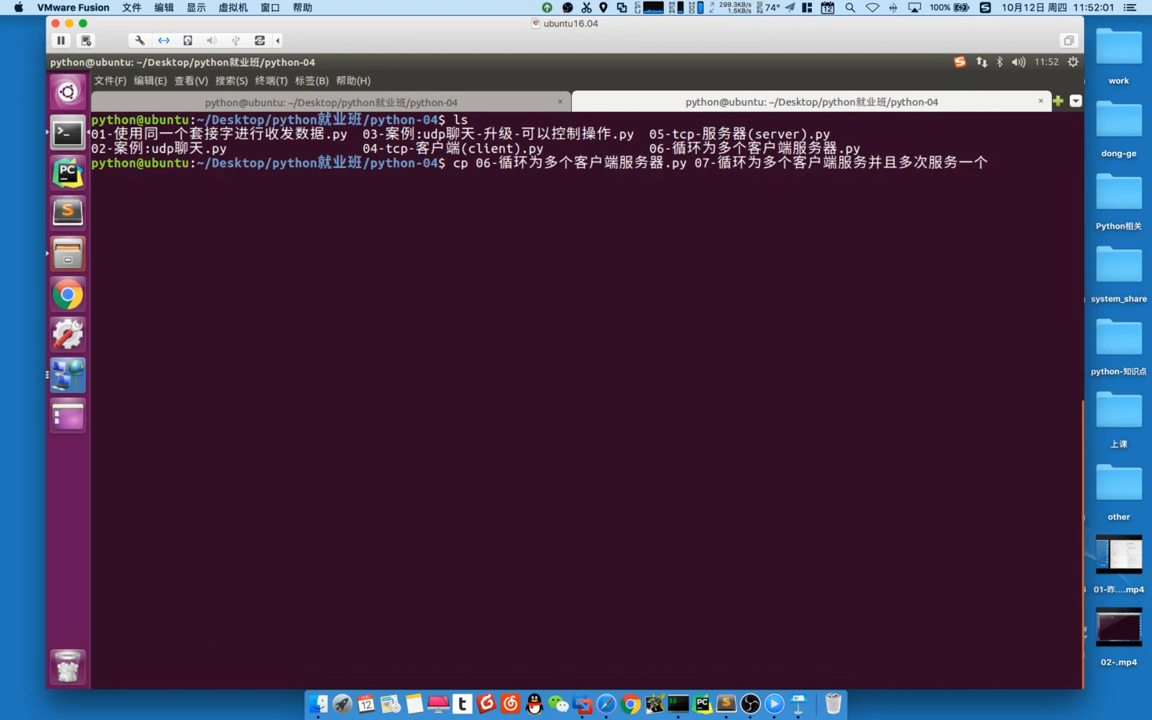 VMware Fusion 文件 编辑 显示 虚拟机 窗口 帮助 299.3KB/s 1.5KB/s 74° 12 100% 10月12日 周四 11:52:01
ubuntu16.04
python@ubuntu: ~/Desktop/python就业班/python-04 11:52
文件(F) 编辑(E) 查看(V) 搜索(S) 终端(T) 标签(B) 帮助(H)
python@ubuntu: ~/Desktop/python就业班/python-04 × python@ubuntu: ~/Desktop/python就业班/python-04 ×
python@ubuntu:~/Desktop/python就业班/python-04$ ls
01-使用同一个套接字进行收发数据.py 03-案例:udp聊天-升级-可以控制操作.py 05-tcp-服务器(server).py
02-案例:udp聊天.py 04-tcp-客户端(client).py 06-循环为多个客户端服务器.py
python@ubuntu:~/Desktop/python就业班/python-04$ cp 06-循环为多个客户端服务器.py 07-循环为多个客户端服务并且多次服务一个
work
dong-ge
Python相关
system_share
python-知识点
上课
other
01-昨....mp4
02-.mp4